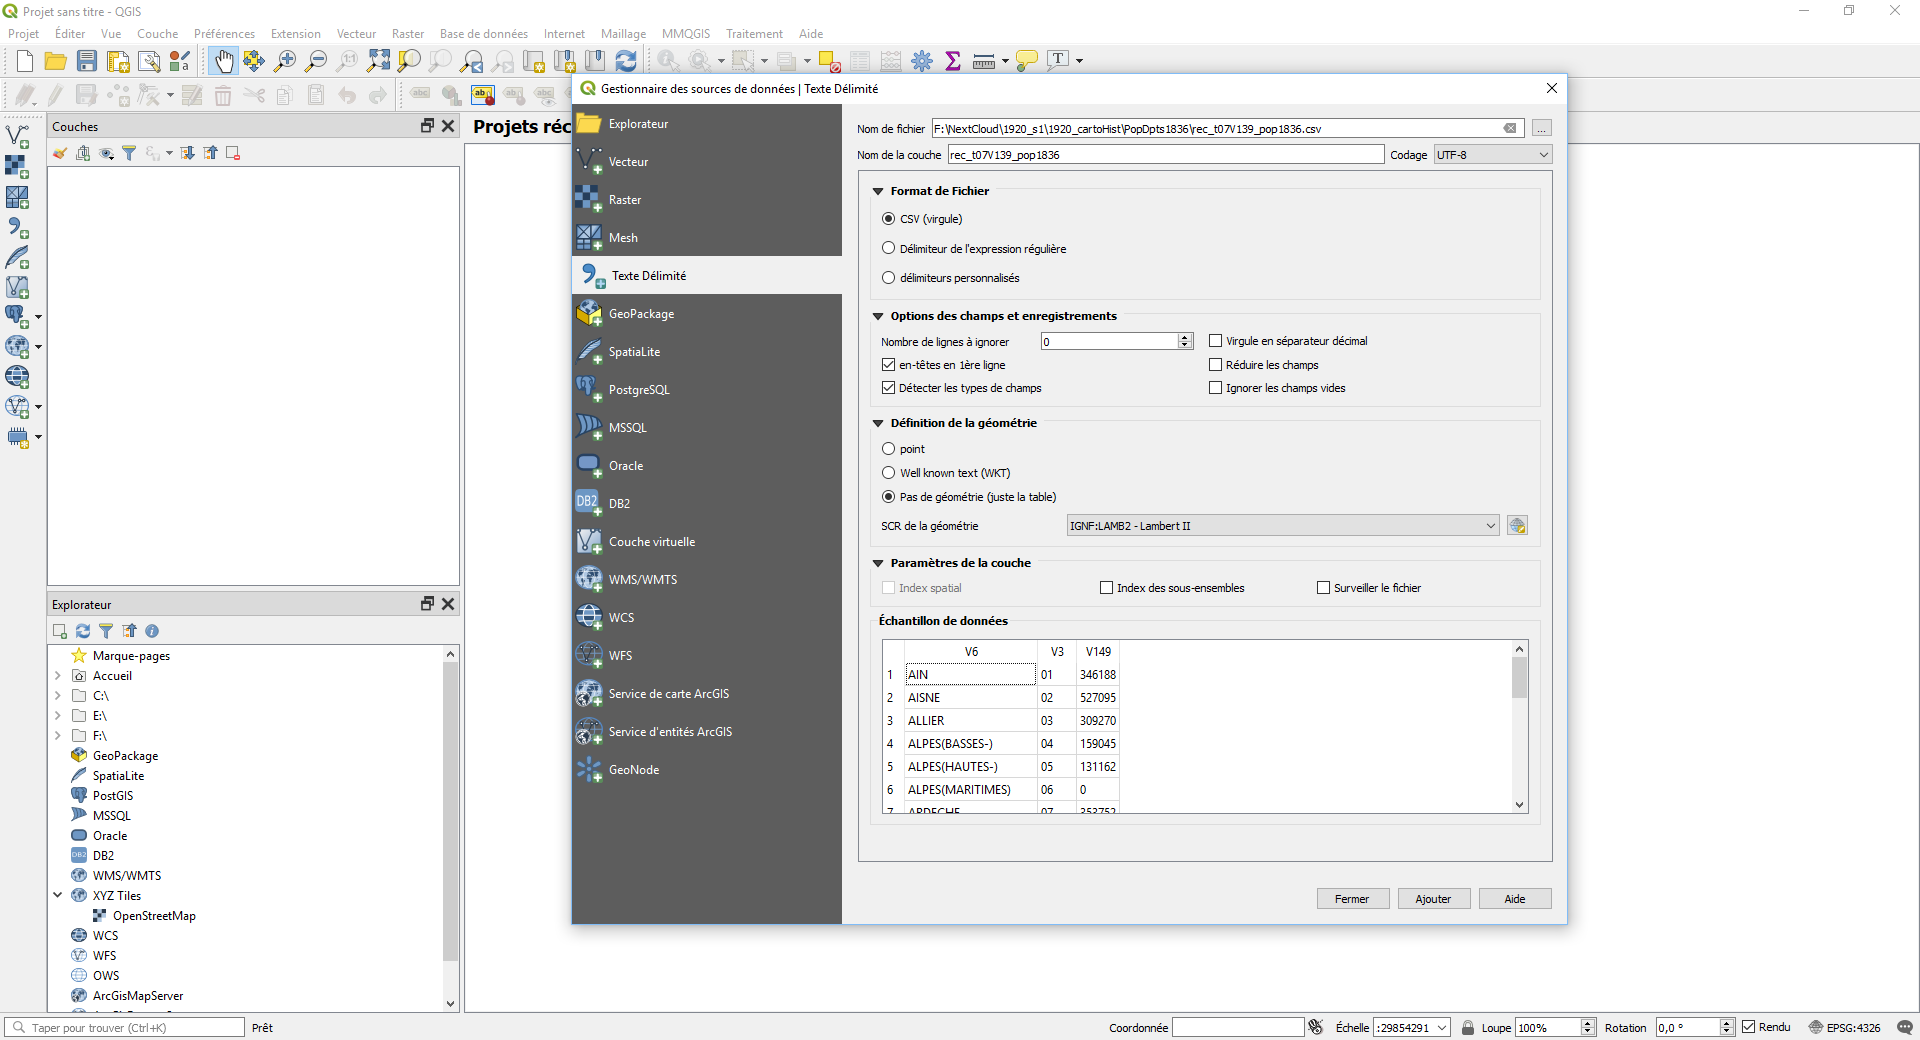 Projet sans titre - QGIS
Projet Éditer Vue Couche Préférences Extension Vecteur Raster Base de données Internet Maillage MMQGIS Traitement Aide
Couches
Projets réc
Explorateur
Marque-pages
Accueil
C:\
E:\
F:\
GeoPackage
SpatiaLite
PostGIS
MSSQL
Oracle
DB2
WMS/WMTS
XYZ Tiles
OpenStreetMap
WCS
WFS
OWS
ArcGisMapServer
Gestionnaire des sources de données | Texte Délimité
Explorateur
Vecteur
Raster
Mesh
Texte Délimité
GeoPackage
SpatiaLite
PostgreSQL
MSSQL
Oracle
DB2
Couche virtuelle
WMS/WMTS
WCS
WFS
Service de carte ArcGIS
Service d'entités ArcGIS
GeoNode
Nom de fichier F:\NextCloud\1920_s1\1920_cartoHist\PopDpts1836\rec_t07V139_pop1836.csv ...
Nom de la couche rec_t07V139_pop1836 Codage UTF-8
Format de Fichier
CSV (virgule)
Délimiteur de l'expression régulière
délimiteurs personnalisés
Options des champs et enregistrements
Nombre de lignes à ignorer 0 Virgule en séparateur décimal
en-têtes en 1ère ligne Réduire les champs
Détecter les types de champs Ignorer les champs vides
Définition de la géométrie
point
Well known text (WKT)
Pas de géométrie (juste la table)
SCR de la géométrie IGNF:LAMB2 - Lambert II
Paramètres de la couche
Index spatial Index des sous-ensembles Surveiller le fichier
Échantillon de données
V6 V3 V149
1 AIN 01 346188
2 AISNE 02 527095
3 ALLIER 03 309270
4 ALPES(BASSES-) 04 159045
5 ALPES(HAUTES-) 05 131162
6 ALPES(MARITIMES) 06 0
7 ARDECHE 07 353752
Fermer Ajouter Aide
Taper pour trouver (Ctrl+K) Prêt Coordonnée Échelle :29854291 Loupe 100% Rotation 0,0 ° Rendu EPSG:4326